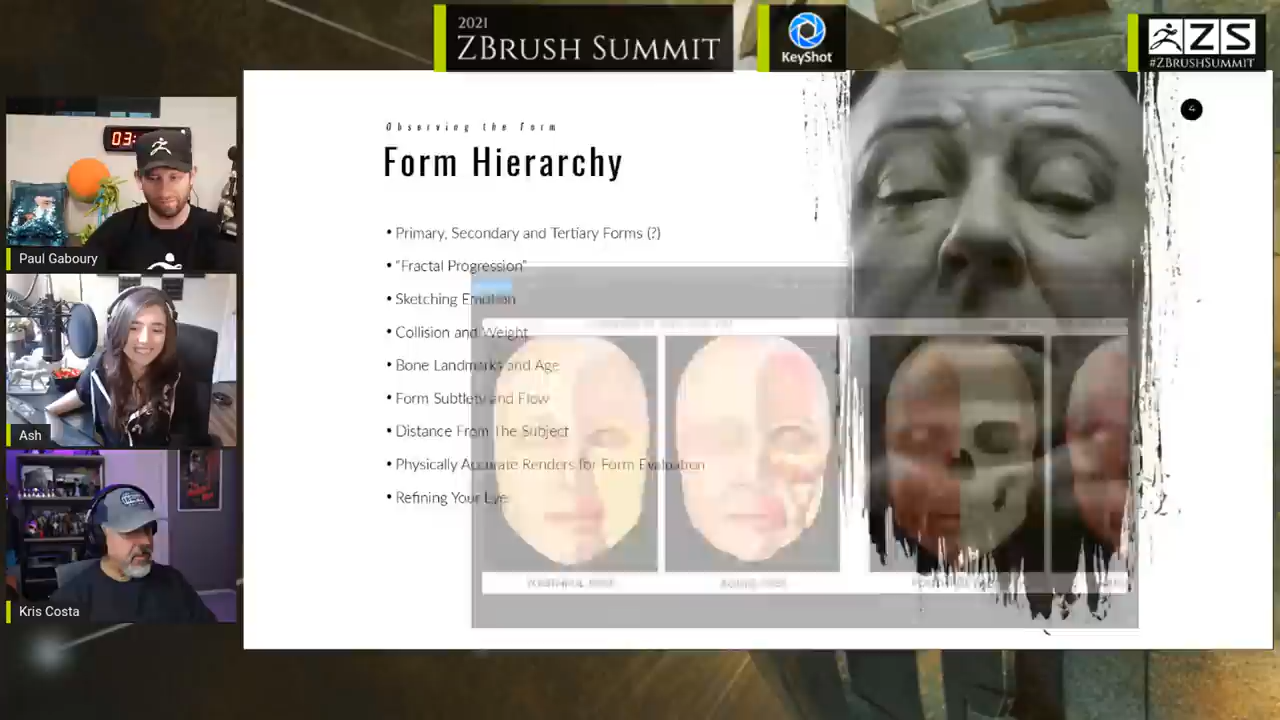 2021
ZBRUSH SUMMIT
KeyShot
ZS
#ZBRUSHSUMMIT
4
Observing the Form
Form Hierarchy
03:
• Primary, Secondary and Tertiary Forms (?)
Paul Gaboury
• "Fractal Progression"
• Sketching Emotion
• Collision and Weight
• Bone Landmarks and Age
• Form Subtlety and Flow
Ash
• Distance From The Subject
• Physically Accurate Renders for Form Evaluation
• Refining Your Eye
Kris Costa